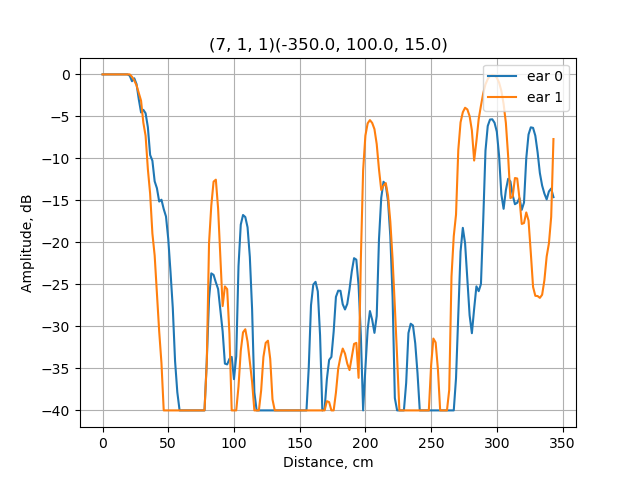 (7, 1, 1)(-350.0, 100.0, 15.0)
ear 0
ear 1
Amplitude, dB
0
−5
−10
−15
−20
−25
−30
−35
−40
0 50 100 150 200 250 300 350
Distance, cm